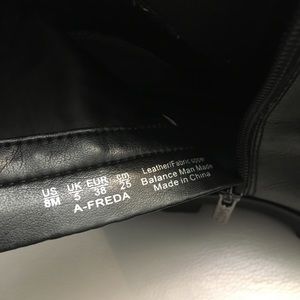 US UK EUR cm
8M 5 38 25
A-FREDA
Leather/Fabric upper
Balance Man Made
Made in China